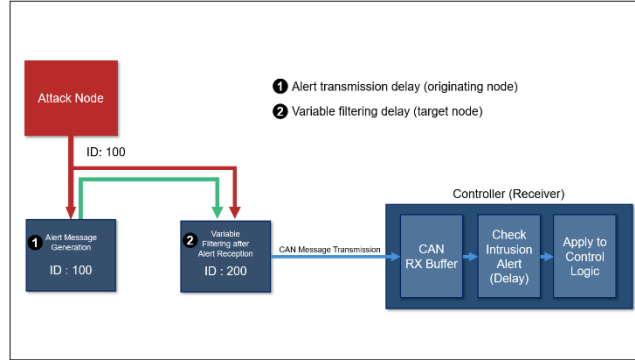 Attack Node
❶ Alert transmission delay (originating node)
❷ Variable filtering delay (target node)
ID: 100
❶ Alert Message
Generation
ID : 100
❷ Variable
Filtering after
Alert Reception
ID : 200
CAN Message Transmission
Controller (Receiver)
CAN
RX Buffer
Check
Intrusion
Alert
(Delay)
Apply to
Control
Logic